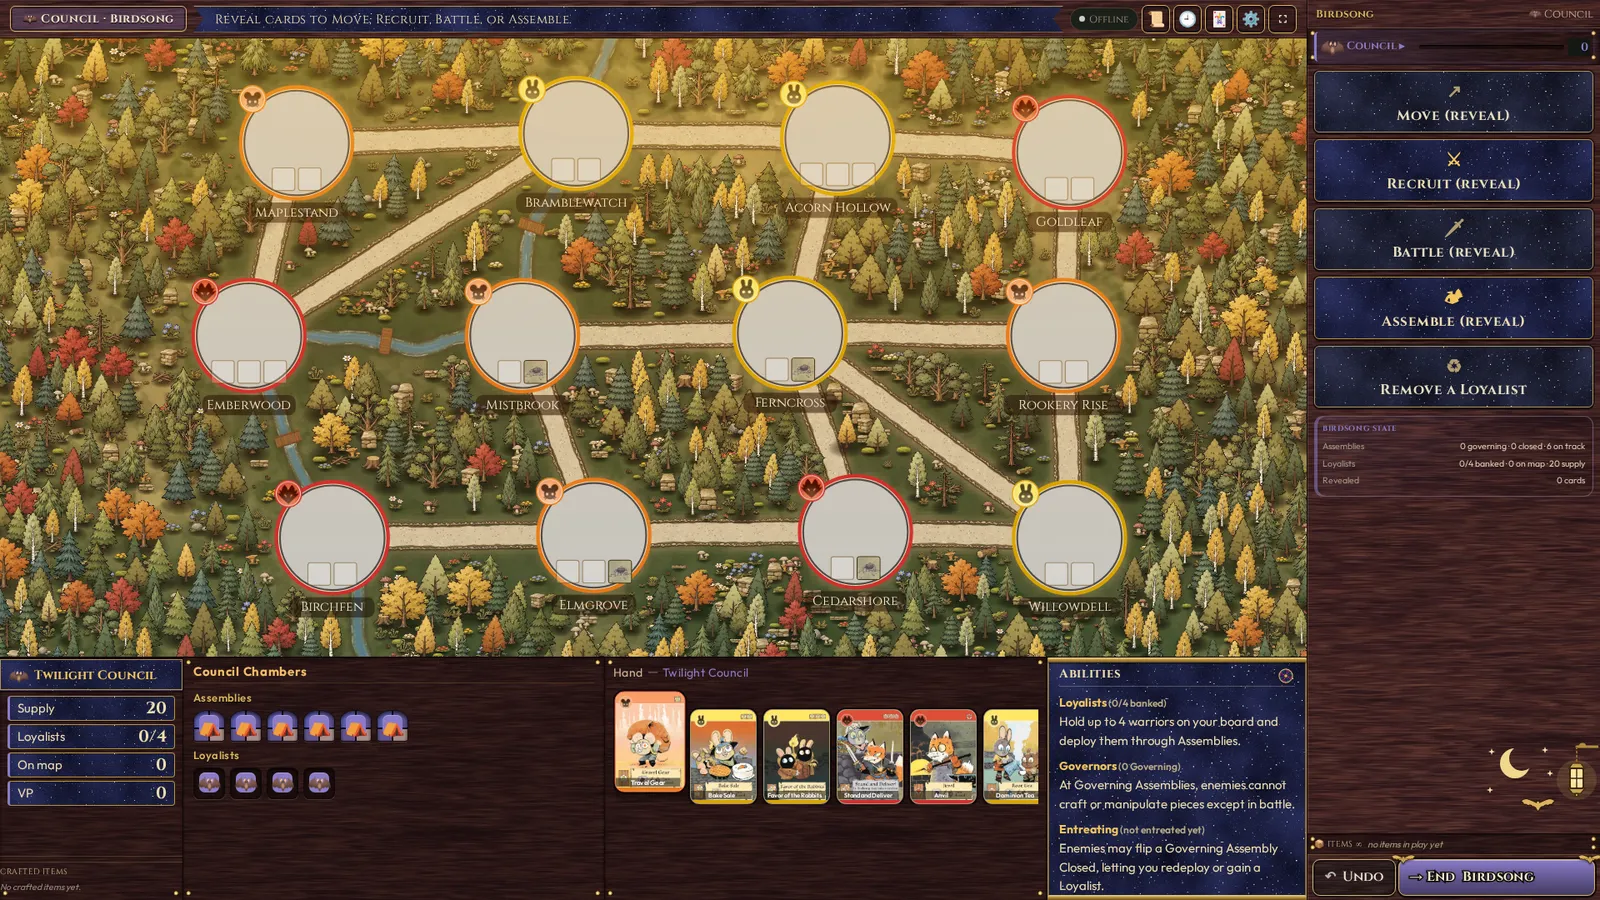 Council · Birdsong
Reveal cards to Move, Recruit, Battle, or Assemble.
OFFLINE
Birdsong
Council
Council ▸
0
Move (Reveal)
Recruit (Reveal)
Battle (Reveal)
Assemble (Reveal)
Remove a Loyalist
Birdsong State
Assemblies
0 governing · 0 closed · 6 on track
Loyalists
0/4 banked · 0 on map · 20 supply
Revealed
0 cards
Maplestand
Bramblewatch
Acorn Hollow
Goldleaf
Emberwood
Mistbrook
Ferncross
Rookery Rise
Birchfen
Elmgrove
Cedarshore
Willowdell
Twilight Council
Supply
20
Loyalists
0/4
On map
0
VP
0
Crafted Items
No crafted items yet.
Council Chambers
Assemblies
Loyalists
Hand — Twilight Council
Travel Gear
Bake Sale
Favor of the Rabbits
Stand and Deliver
Anvil
Dominion Tea
Abilities
Loyalists (0/4 banked)
Hold up to 4 warriors on your board and
deploy them through Assemblies.
Governors (0 Governing)
At Governing Assemblies, enemies cannot
craft or manipulate pieces except in battle.
Entreating (not entreated yet)
Enemies may flip a Governing Assembly
Closed, letting you redeploy or gain a
Loyalist.
Items ∞ no items in play yet
↶ Undo
→ End Birdsong